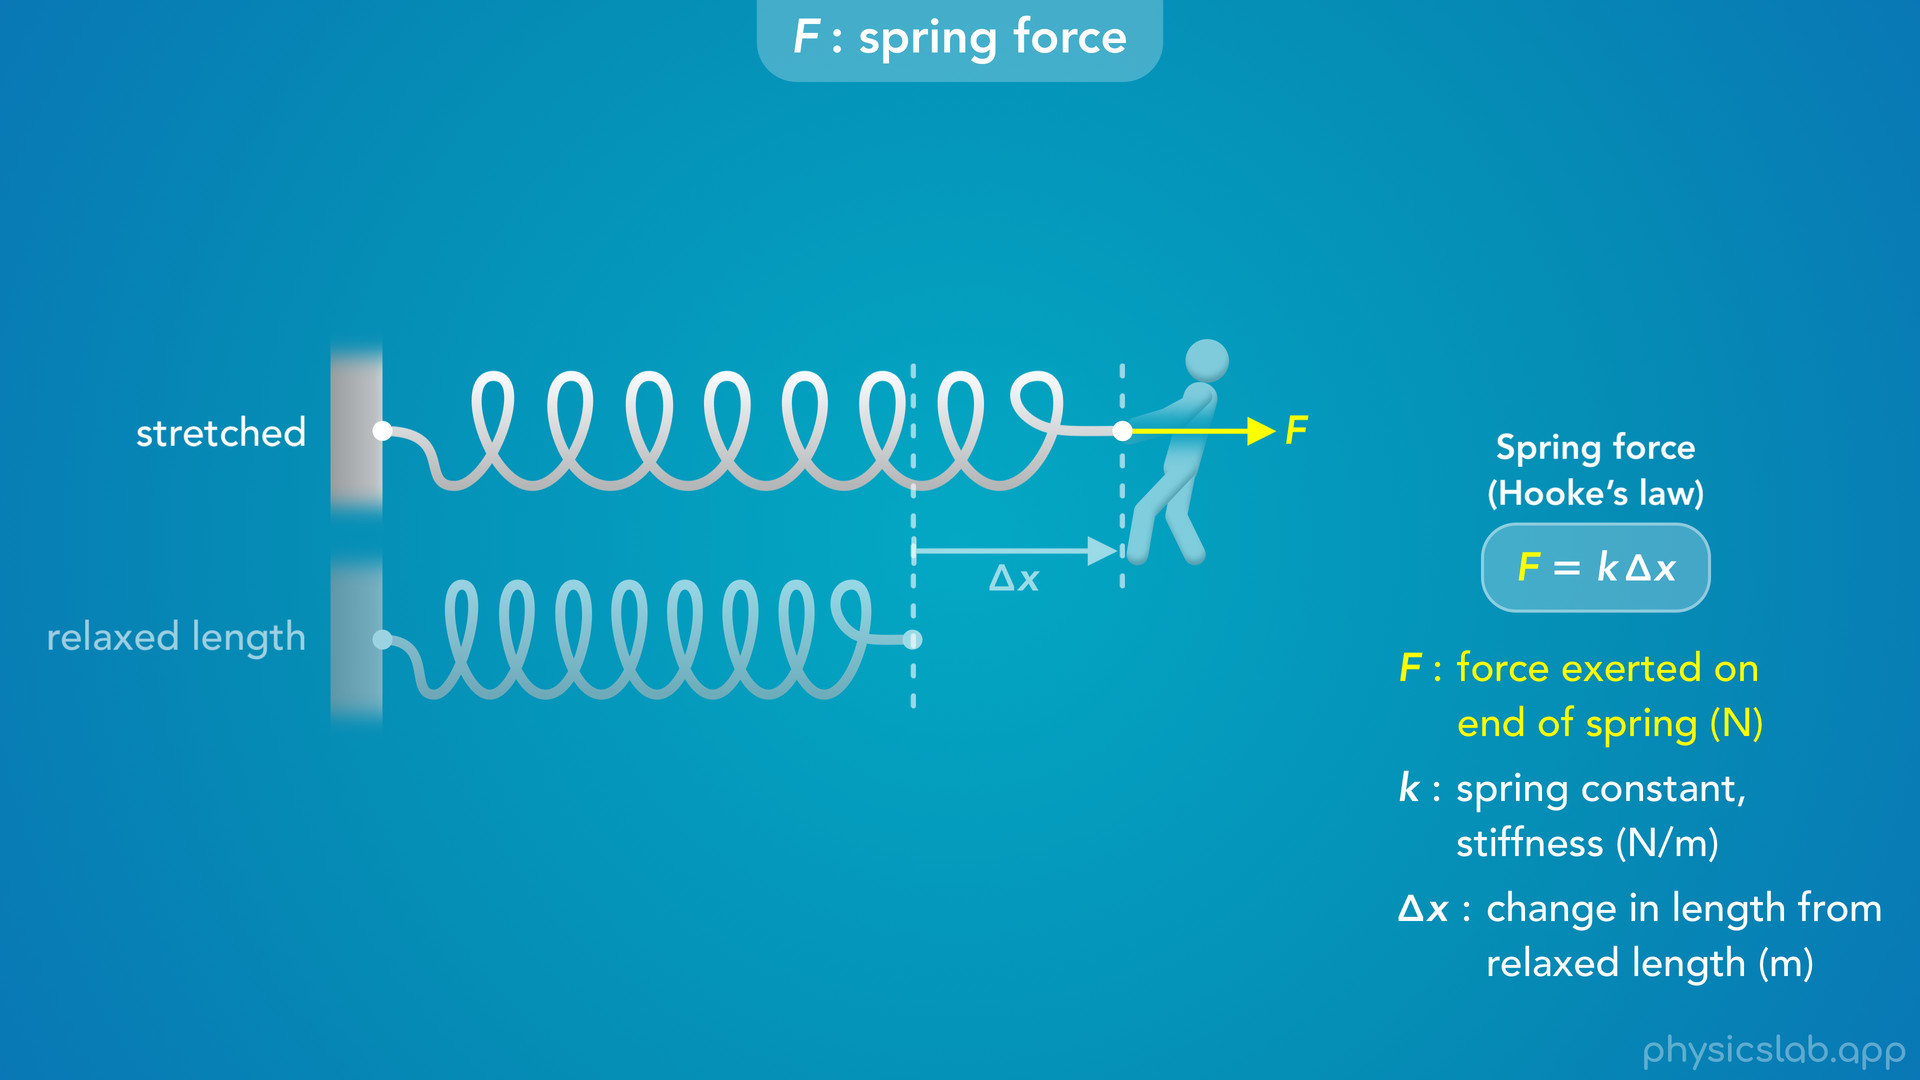 F : spring force
stretched
F
Δx
relaxed length
Spring force
(Hooke’s law)
F = k Δx
F : force exerted on
end of spring (N)
k : spring constant,
stiffness (N/m)
Δx : change in length from
relaxed length (m)
physicslab.app